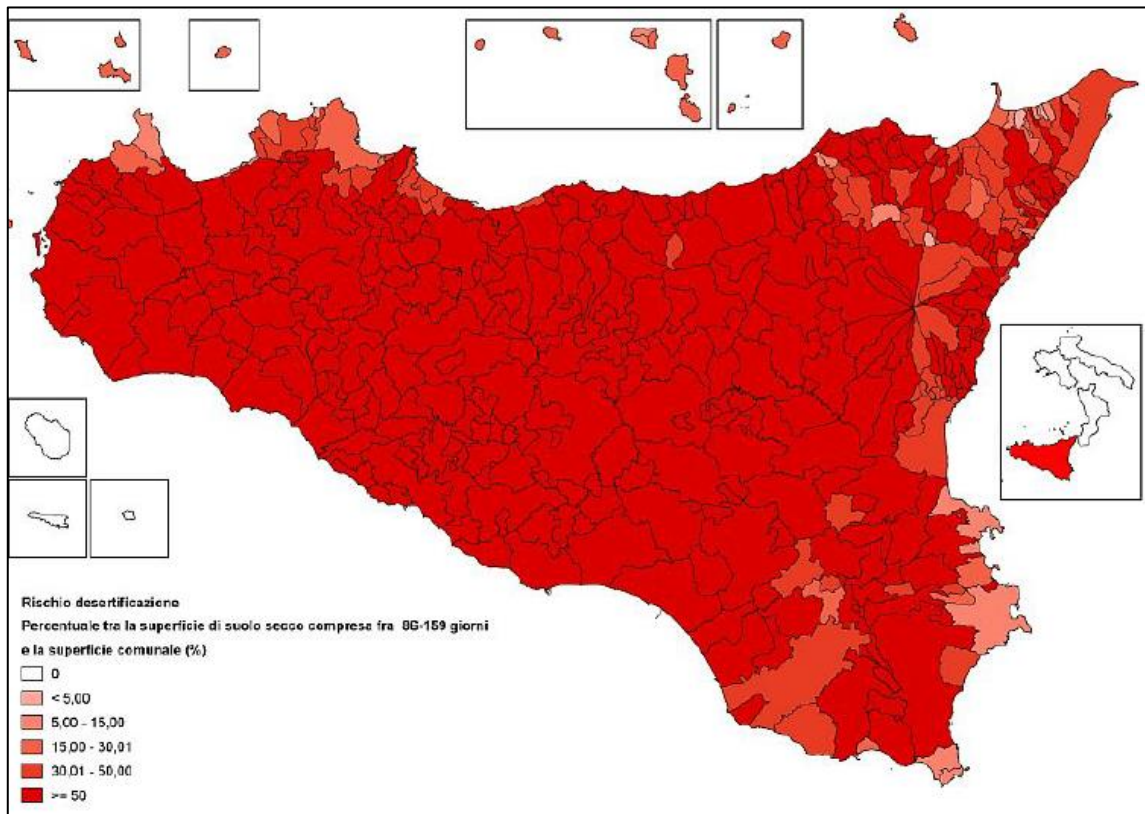 Rischio desertificazione
Percentuale tra la superficie di suolo secco compresa fra 86-159 giorni
e la superficie comunale (%)
0
< 5,00
5,00 - 15,00
15,00 - 30,01
30,01 - 50,00
>= 50